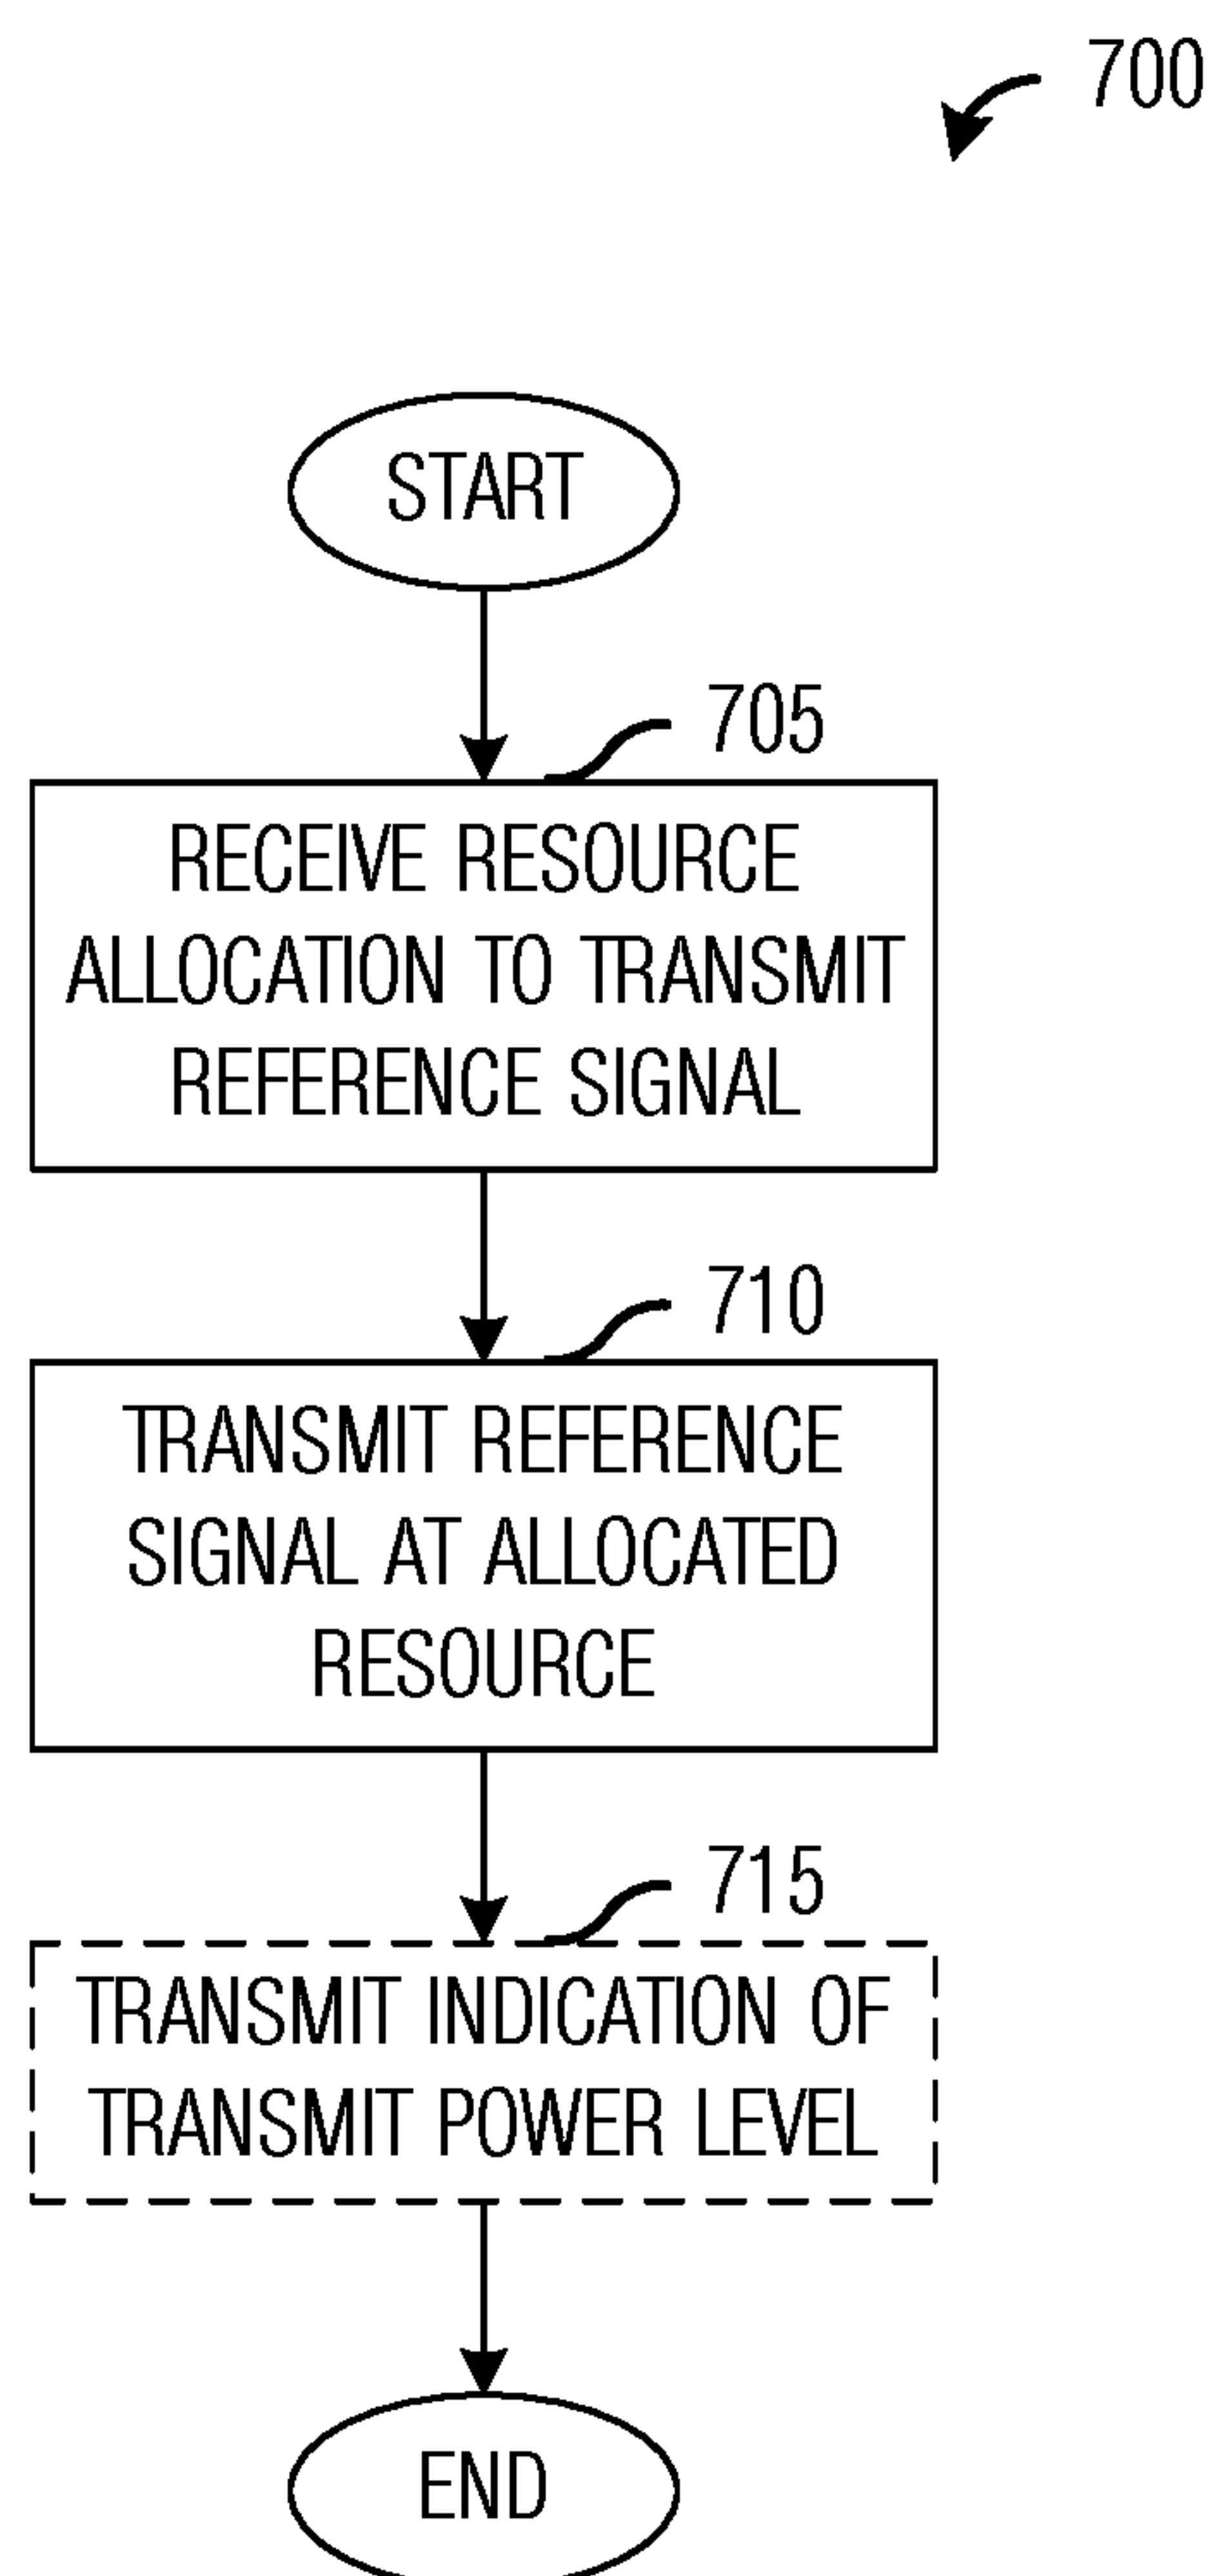 700
START
705
RECEIVE RESOURCE
ALLOCATION TO TRANSMIT
REFERENCE SIGNAL
710
TRANSMIT REFERENCE
SIGNAL AT ALLOCATED
RESOURCE
715
TRANSMIT INDICATION OF
TRANSMIT POWER LEVEL
END